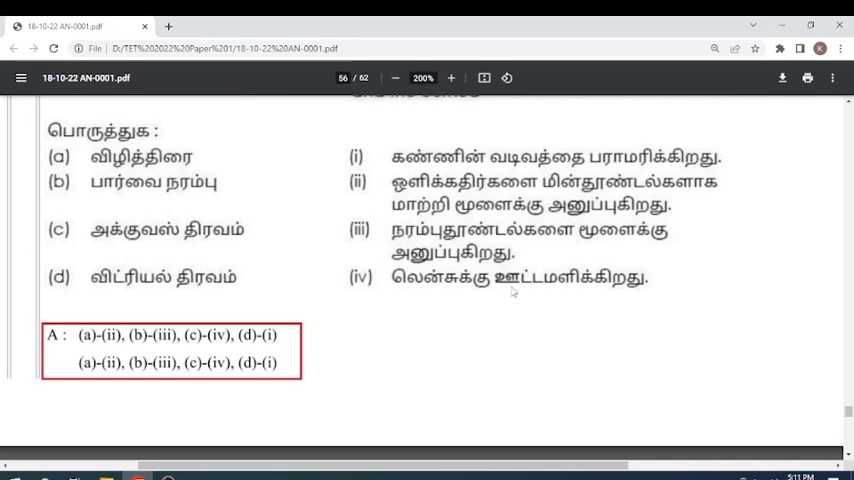 18-10-22 AN-0001.pdf
File D:/TET%202022%20Paper%201/18-10-22%20AN-0001.pdf
18-10-22 AN-0001.pdf 56 / 62 200%
பொருத்துக :
(a) விழித்திரை (i) கண்ணின் வடிவத்தை பராமரிக்கிறது.
(b) பார்வை நரம்பு (ii) ஒளிக்கதிர்களை மின்தூண்டல்களாக
மாற்றி மூளைக்கு அனுப்புகிறது.
(c) அக்குவஸ் திரவம் (iii) நரம்புதூண்டல்களை மூளைக்கு
அனுப்புகிறது.
(d) விட்ரியல் திரவம் (iv) லென்சுக்கு ஊட்டமளிக்கிறது.
A : (a)-(ii), (b)-(iii), (c)-(iv), (d)-(i)
(a)-(ii), (b)-(iii), (c)-(iv), (d)-(i)
5:11 PM